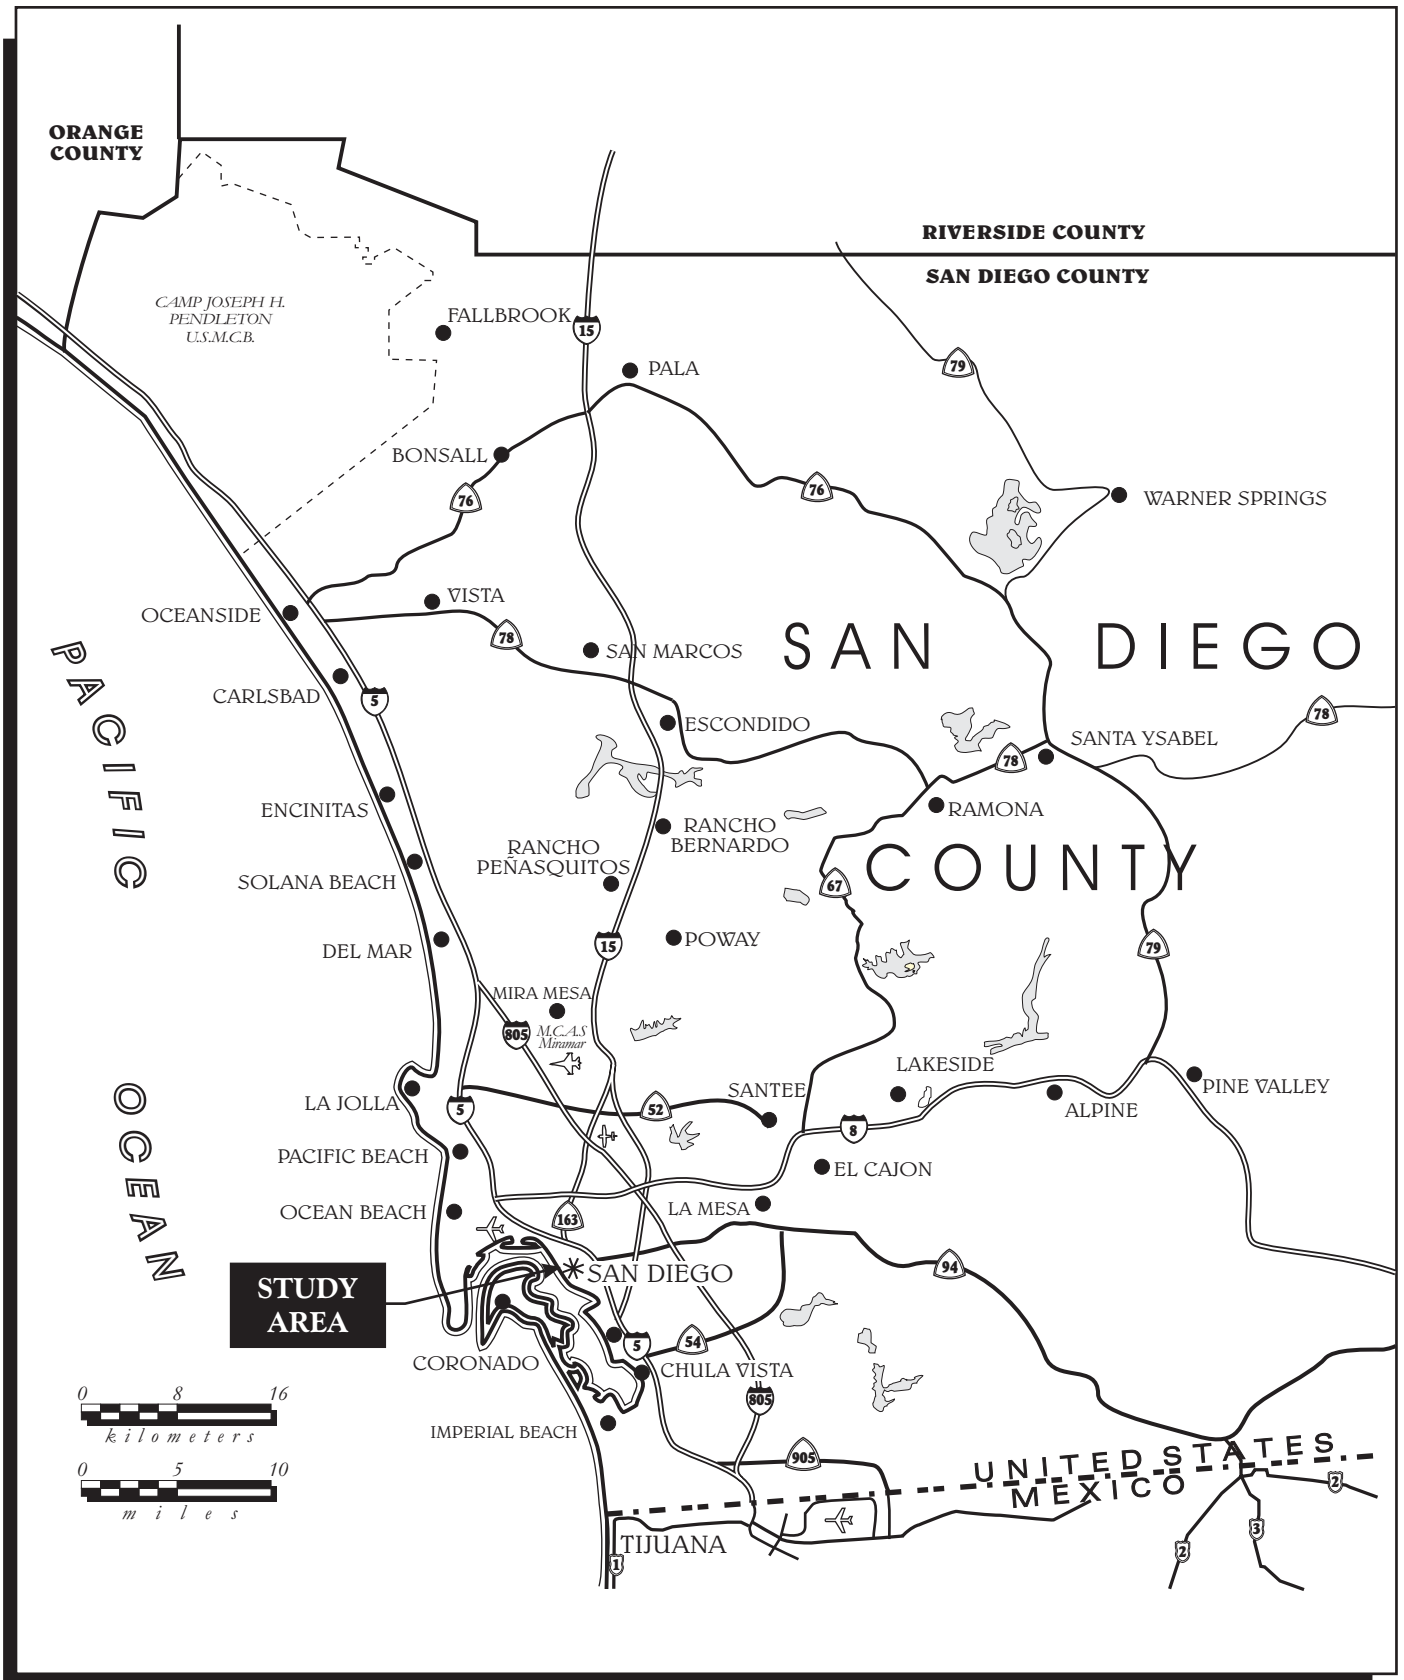 ORANGE
COUNTY
RIVERSIDE COUNTY
SAN DIEGO COUNTY
CAMP JOSEPH H.
PENDLETON
U.S.M.C.B.
FALLBROOK
15
79
PALA
BONSALL
76
76
WARNER SPRINGS
VISTA
OCEANSIDE
78
SAN MARCOS
SAN DIEGO
CARLSBAD
5
ESCONDIDO
78
SANTA YSABEL
78
ENCINITAS
RAMONA
RANCHO
BERNARDO
RANCHO
PEÑASQUITOS
COUNTY
SOLANA BEACH
67
PACIFIC
DEL MAR
15
POWAY
79
MIRA MESA
805
M.C.A.S
Miramar
LAKESIDE
LA JOLLA
5
52
SANTEE
ALPINE
PINE VALLEY
8
OCEAN
PACIFIC BEACH
EL CAJON
OCEAN BEACH
163
LA MESA
STUDY
AREA
SAN DIEGO
94
CORONADO
5
54
CHULA VISTA
805
0 8 16
kilometers
IMPERIAL BEACH
905
UNITED STATES
MEXICO
0 5 10
miles
2
TIJUANA
1
2
3